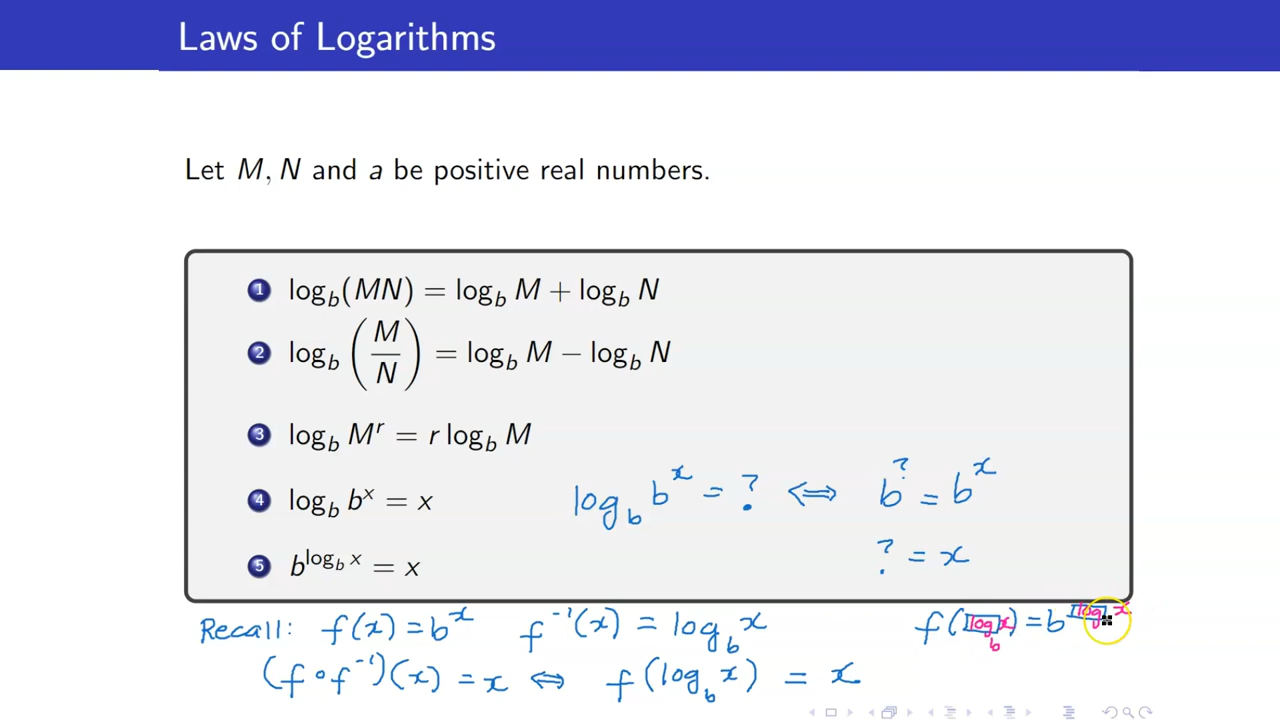 Laws of Logarithms
Let M, N and a be positive real numbers.
1 log_b(MN) = log_b M + log_b N
2 log_b (M/N) = log_b M − log_b N
3 log_b M^r = r log_b M
4 log_b b^x = x
log_b b^x = ? ⟺ b^? = b^x
? = x
5 b^{log_b x} = x
Recall: f(x) = b^x f^{-1}(x) = log_b x f(log_b x) = b^{log_b x}
(f∘f^{-1})(x) = x ⟺ f(log_b x) = x